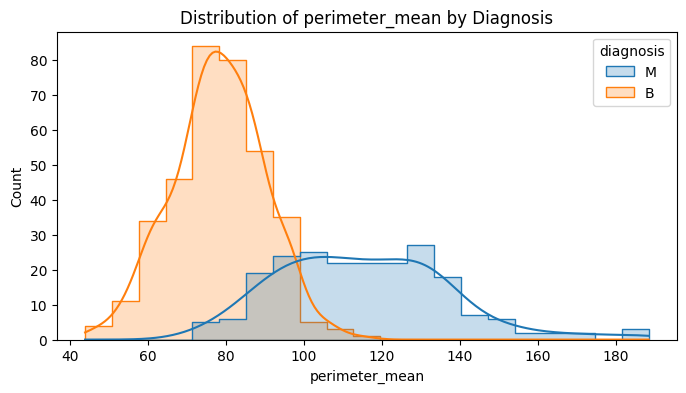 Distribution of perimeter_mean by Diagnosis
diagnosis
M
B
Count
80
70
60
50
40
30
20
10
0
40 60 80 100 120 140 160 180
perimeter_mean